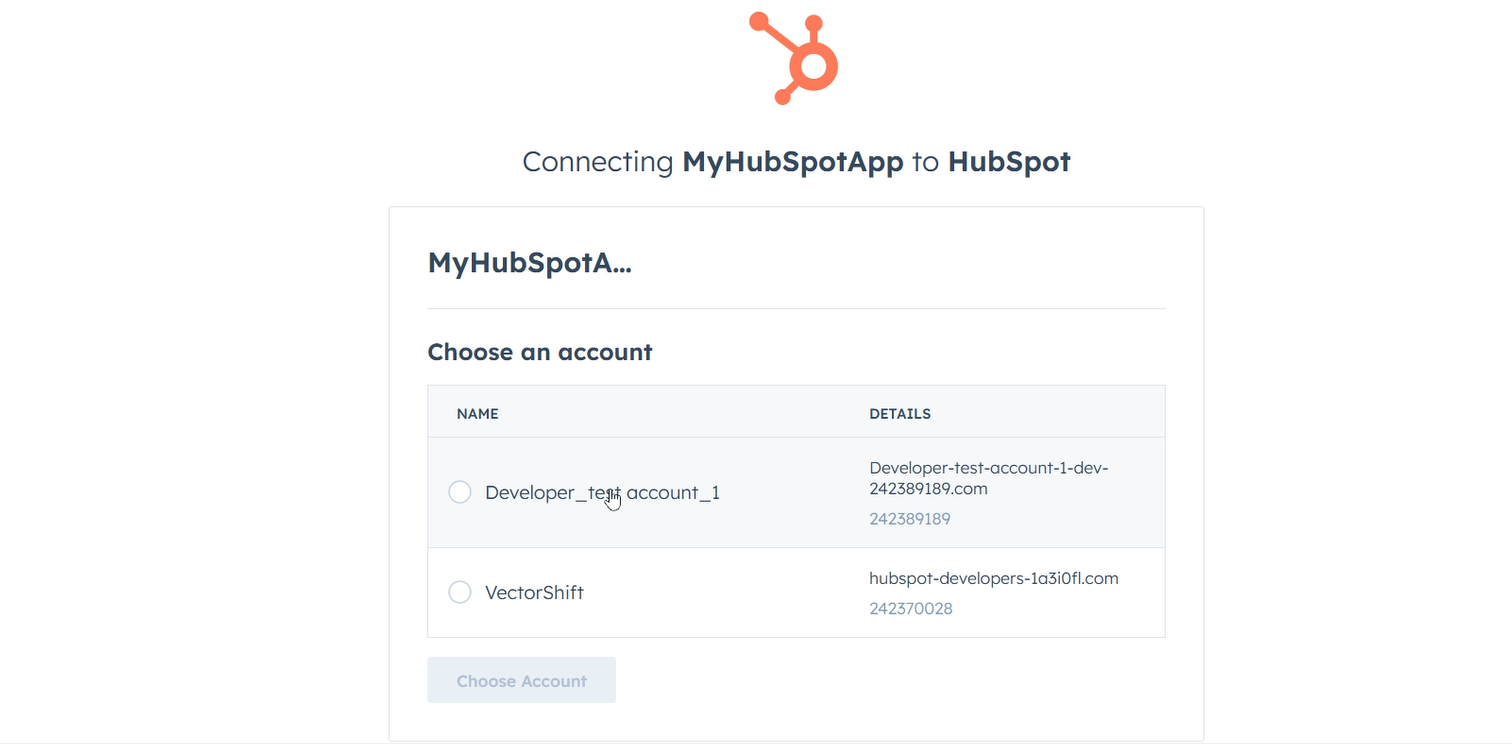 Connecting MyHubSpotApp to HubSpot
MyHubSpotA...
Choose an account
NAME DETAILS
Developer_test account_1
Developer-test-account-1-dev-
242389189.com
242389189
VectorShift
hubspot-developers-1a3i0fl.com
242370028
Choose Account